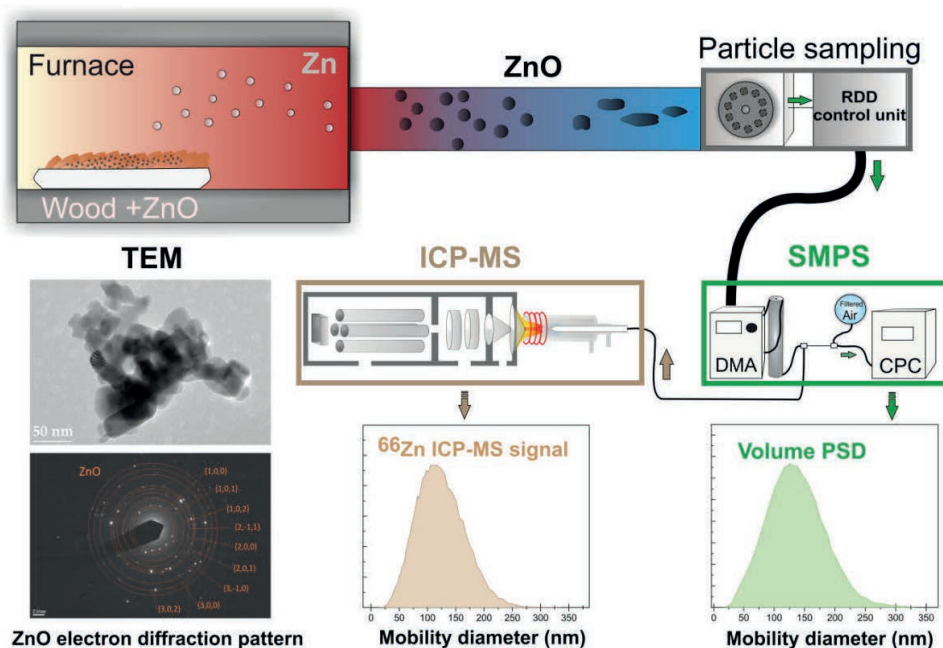 Furnace
Zn
Wood +ZnO
ZnO
Particle sampling
RDD
control unit
TEM
50 nm
ZnO
{1,0,0}
{1,0,1}
{1,0,2}
{2,-1,1}
{2,0,0}
{2,0,1}
{3,-1,0}
{3,0,0}
{3,0,2}
ZnO electron diffraction pattern
ICP-MS
SMPS
DMA
Filtered
Air
CPC
⁶⁶Zn ICP-MS signal
0 50 100 150 200 250 300 350
Mobility diameter (nm)
Volume PSD
0 50 100 150 200 250 300 350
Mobility diameter (nm)